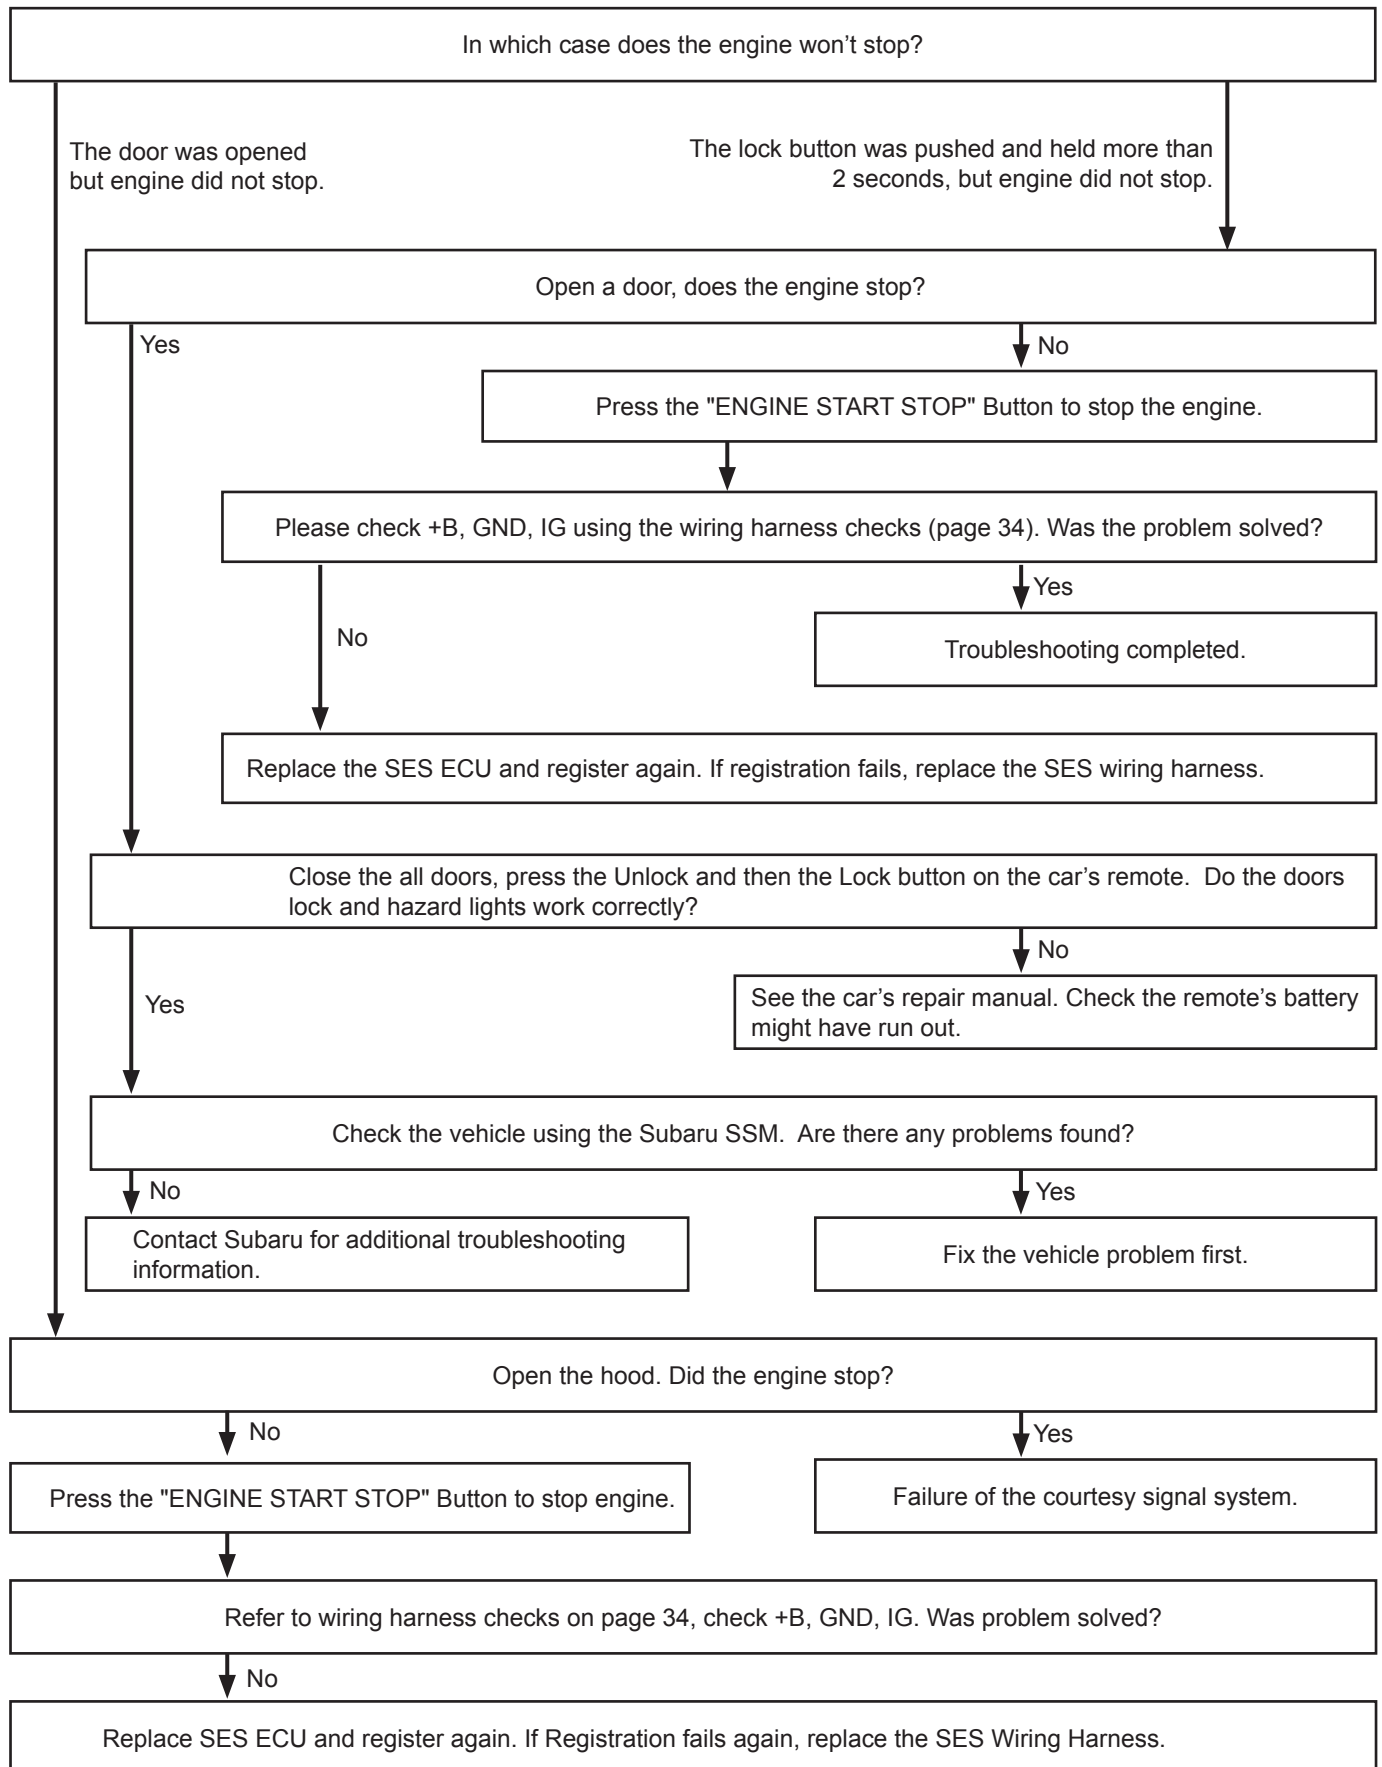 In which case does the engine won't stop?
The door was opened
but engine did not stop.
The lock button was pushed and held more than
2 seconds, but engine did not stop.
Open a door, does the engine stop?
Yes
No
Press the "ENGINE START STOP" Button to stop the engine.
Please check +B, GND, IG using the wiring harness checks (page 34). Was the problem solved?
Yes
No
Troubleshooting completed.
Replace the SES ECU and register again. If registration fails, replace the SES wiring harness.
Close the all doors, press the Unlock and then the Lock button on the car's remote.  Do the doors
lock and hazard lights work correctly?
No
Yes
See the car's repair manual. Check the remote's battery
might have run out.
Check the vehicle using the Subaru SSM.  Are there any problems found?
No
Yes
Contact Subaru for additional troubleshooting
information.
Fix the vehicle problem first.
Open the hood. Did the engine stop?
No
Yes
Press the "ENGINE START STOP" Button to stop engine.
Failure of the courtesy signal system.
Refer to wiring harness checks on page 34, check +B, GND, IG. Was problem solved?
No
Replace SES ECU and register again. If Registration fails again, replace the SES Wiring Harness.